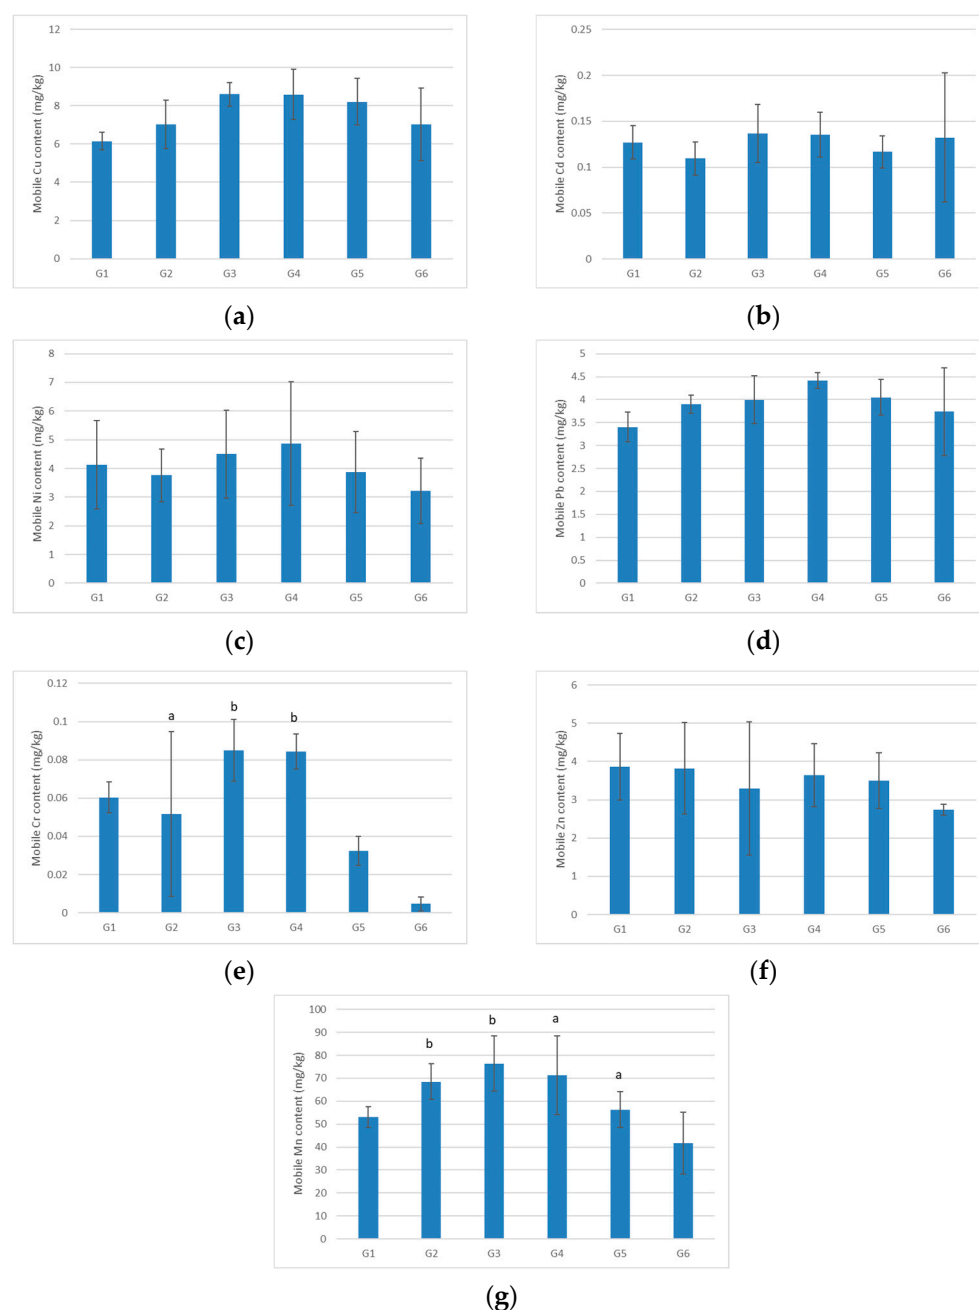 Mobile Cu content (mg/kg)
12
10
8
6
4
2
0
G1 G2 G3 G4 G5 G6
(a)
Mobile Cd content (mg/kg)
0.25
0.2
0.15
0.1
0.05
0
G1 G2 G3 G4 G5 G6
(b)
Mobile Ni content (mg/kg)
8
7
6
5
4
3
2
1
0
G1 G2 G3 G4 G5 G6
(c)
Mobile Pb content (mg/kg)
5
4.5
4
3.5
3
2.5
2
1.5
1
0.5
0
G1 G2 G3 G4 G5 G6
(d)
Mobile Cr content (mg/kg)
0.12
0.1
0.08
0.06
0.04
0.02
0
a b b
G1 G2 G3 G4 G5 G6
(e)
Mobile Zn content (mg/kg)
6
5
4
3
2
1
0
G1 G2 G3 G4 G5 G6
(f)
Mobile Mn content (mg/kg)
100
90
80
70
60
50
40
30
20
10
0
b b a a
G1 G2 G3 G4 G5 G6
(g)